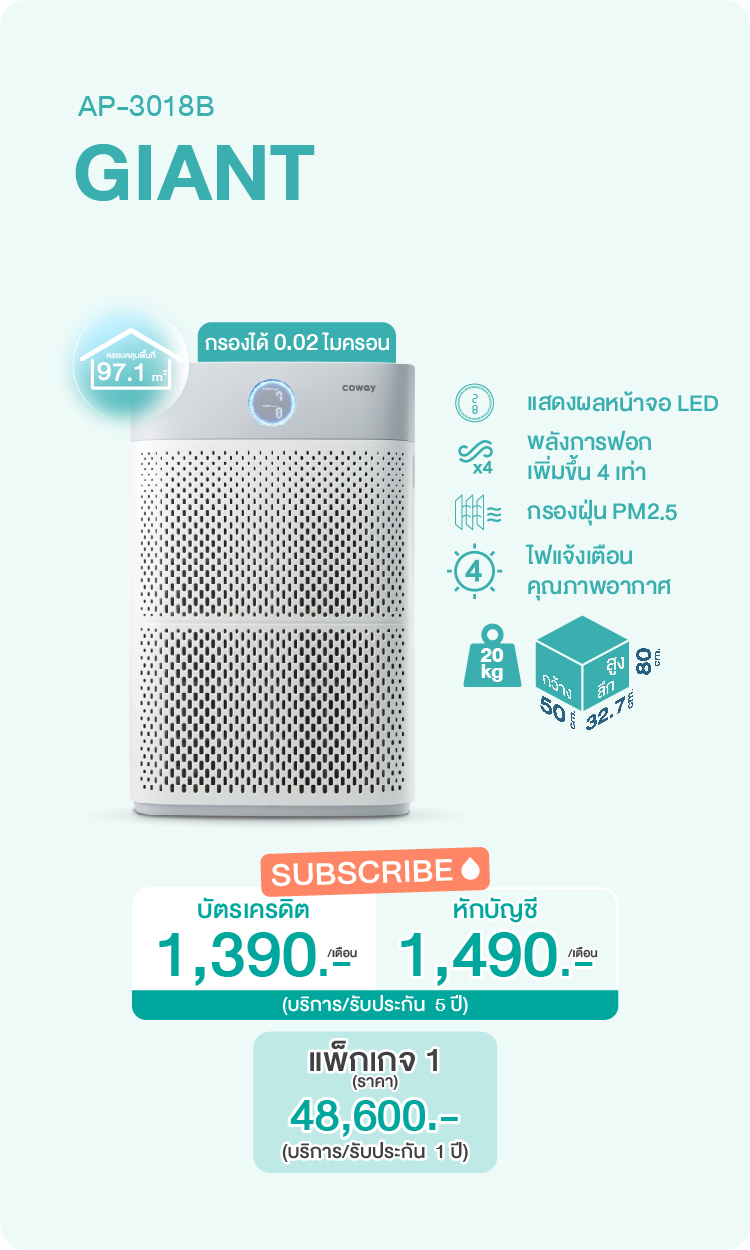 AP-3018B
GIANT
ครอบคลุมพื้นที่
97.1 m²
กรองได้ 0.02 ไมครอน
coway
แสดงผลหน้าจอ LED
x4
พลังการฟอก
เพิ่มขึ้น 4 เท่า
กรองฝุ่น PM2.5
4
ไฟแจ้งเตือน
คุณภาพอากาศ
20
kg
กว้าง
สูง
ลึก
50 ซม.
32.7 ซม.
80 ซม.
SUBSCRIBE
บัตรเครดิต
1,390.- /เดือน
หักบัญชี
1,490.- /เดือน
(บริการ/รับประกัน 5 ปี)
แพ็กเกจ 1
(ราคา)
48,600.-
(บริการ/รับประกัน 1 ปี)